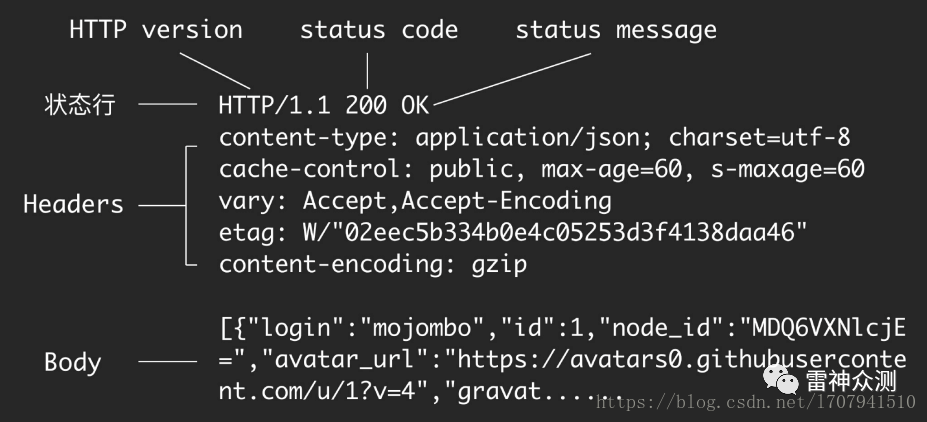 HTTP version status code status message
状态行 HTTP/1.1 200 OK
content-type: application/json; charset=utf-8
cache-control: public, max-age=60, s-maxage=60
Headers vary: Accept,Accept-Encoding
etag: W/"02eec5b334b0e4c05253d3f4138daa46"
content-encoding: gzip
[{"login":"mojombo","id":1,"node_id":"MDQ6VXNlcjE
Body =","avatar_url":"https://avatars0.githubuserconte
nt.com/u/1?v=4","gravat......
雷神众测
https://blog.csdn.net/1707941510